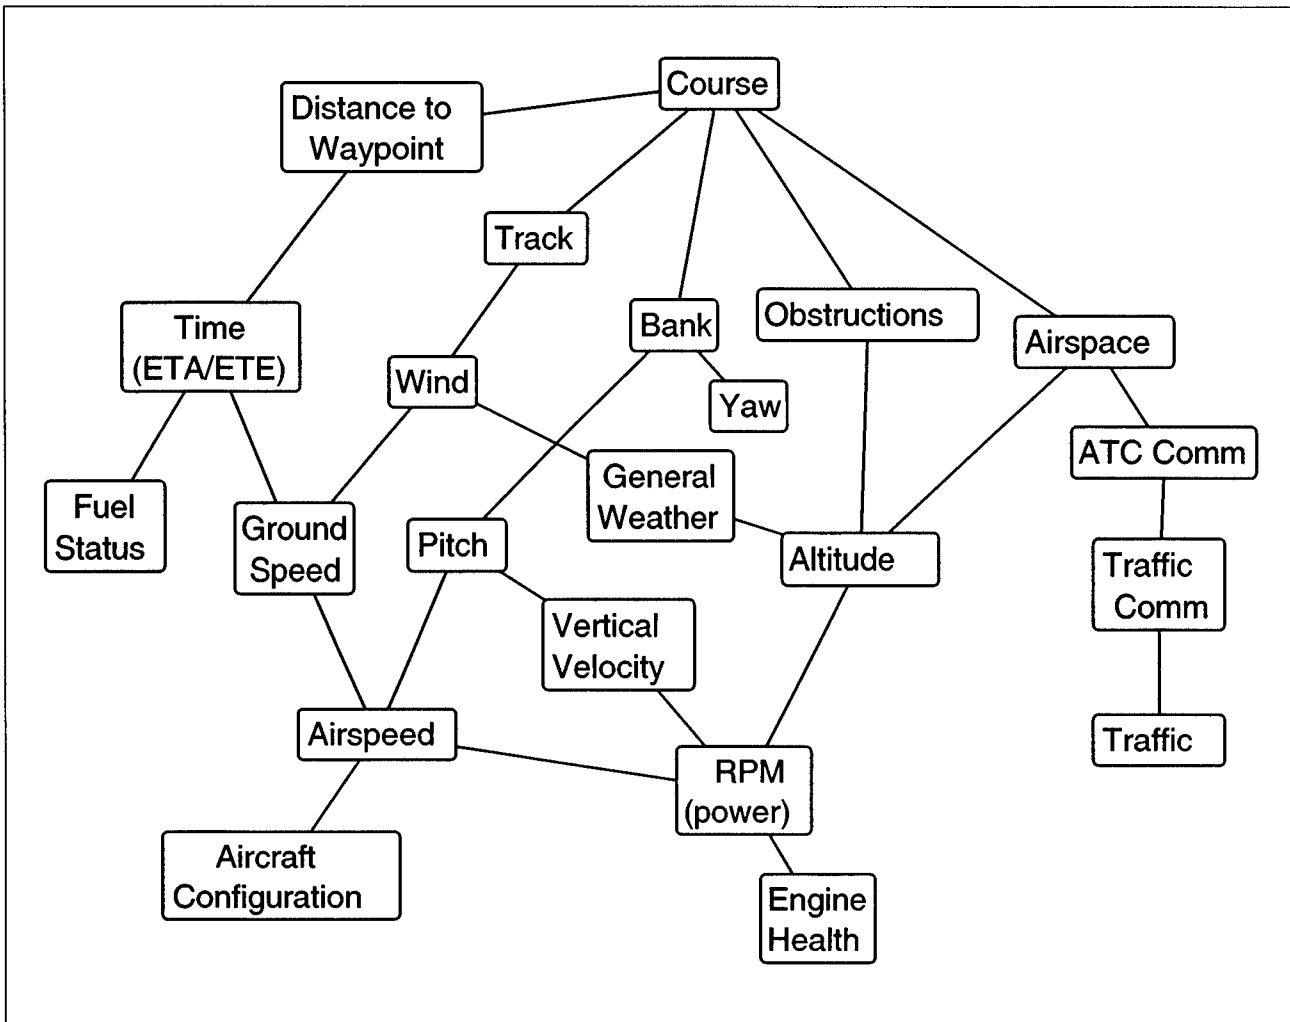 Course
Distance to
Waypoint
Track
Time
(ETA/ETE)
Bank
Obstructions
Airspace
Wind
Yaw
ATC Comm
General
Weather
Fuel
Status
Ground
Speed
Pitch
Altitude
Traffic
Comm
Vertical
Velocity
Airspeed
RPM
(power)
Traffic
Aircraft
Configuration
Engine
Health